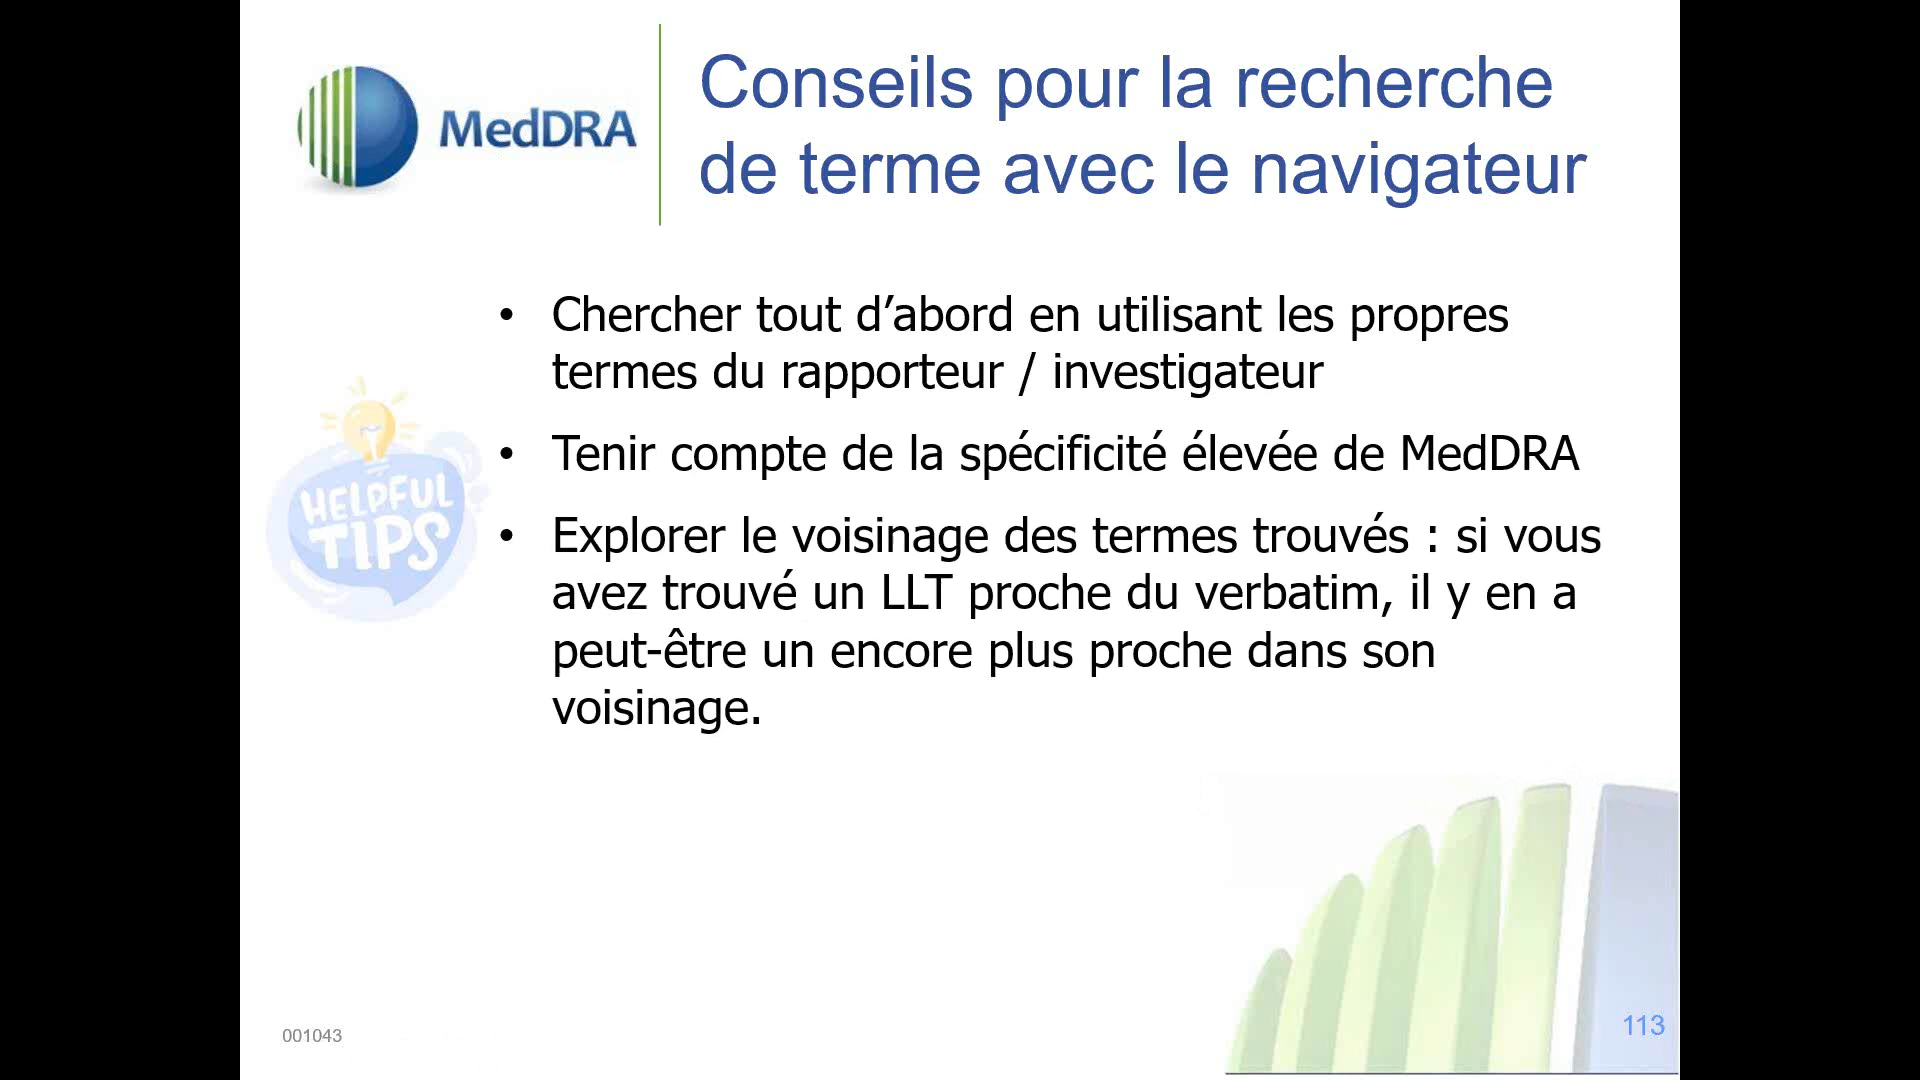 MedDRA
Conseils pour la recherche
de terme avec le navigateur
• Chercher tout d’abord en utilisant les propres
termes du rapporteur / investigateur
• Tenir compte de la spécificité élevée de MedDRA
• Explorer le voisinage des termes trouvés : si vous
avez trouvé un LLT proche du verbatim, il y en a
peut-être un encore plus proche dans son
voisinage.
HELPFUL
TIPS
001043
113